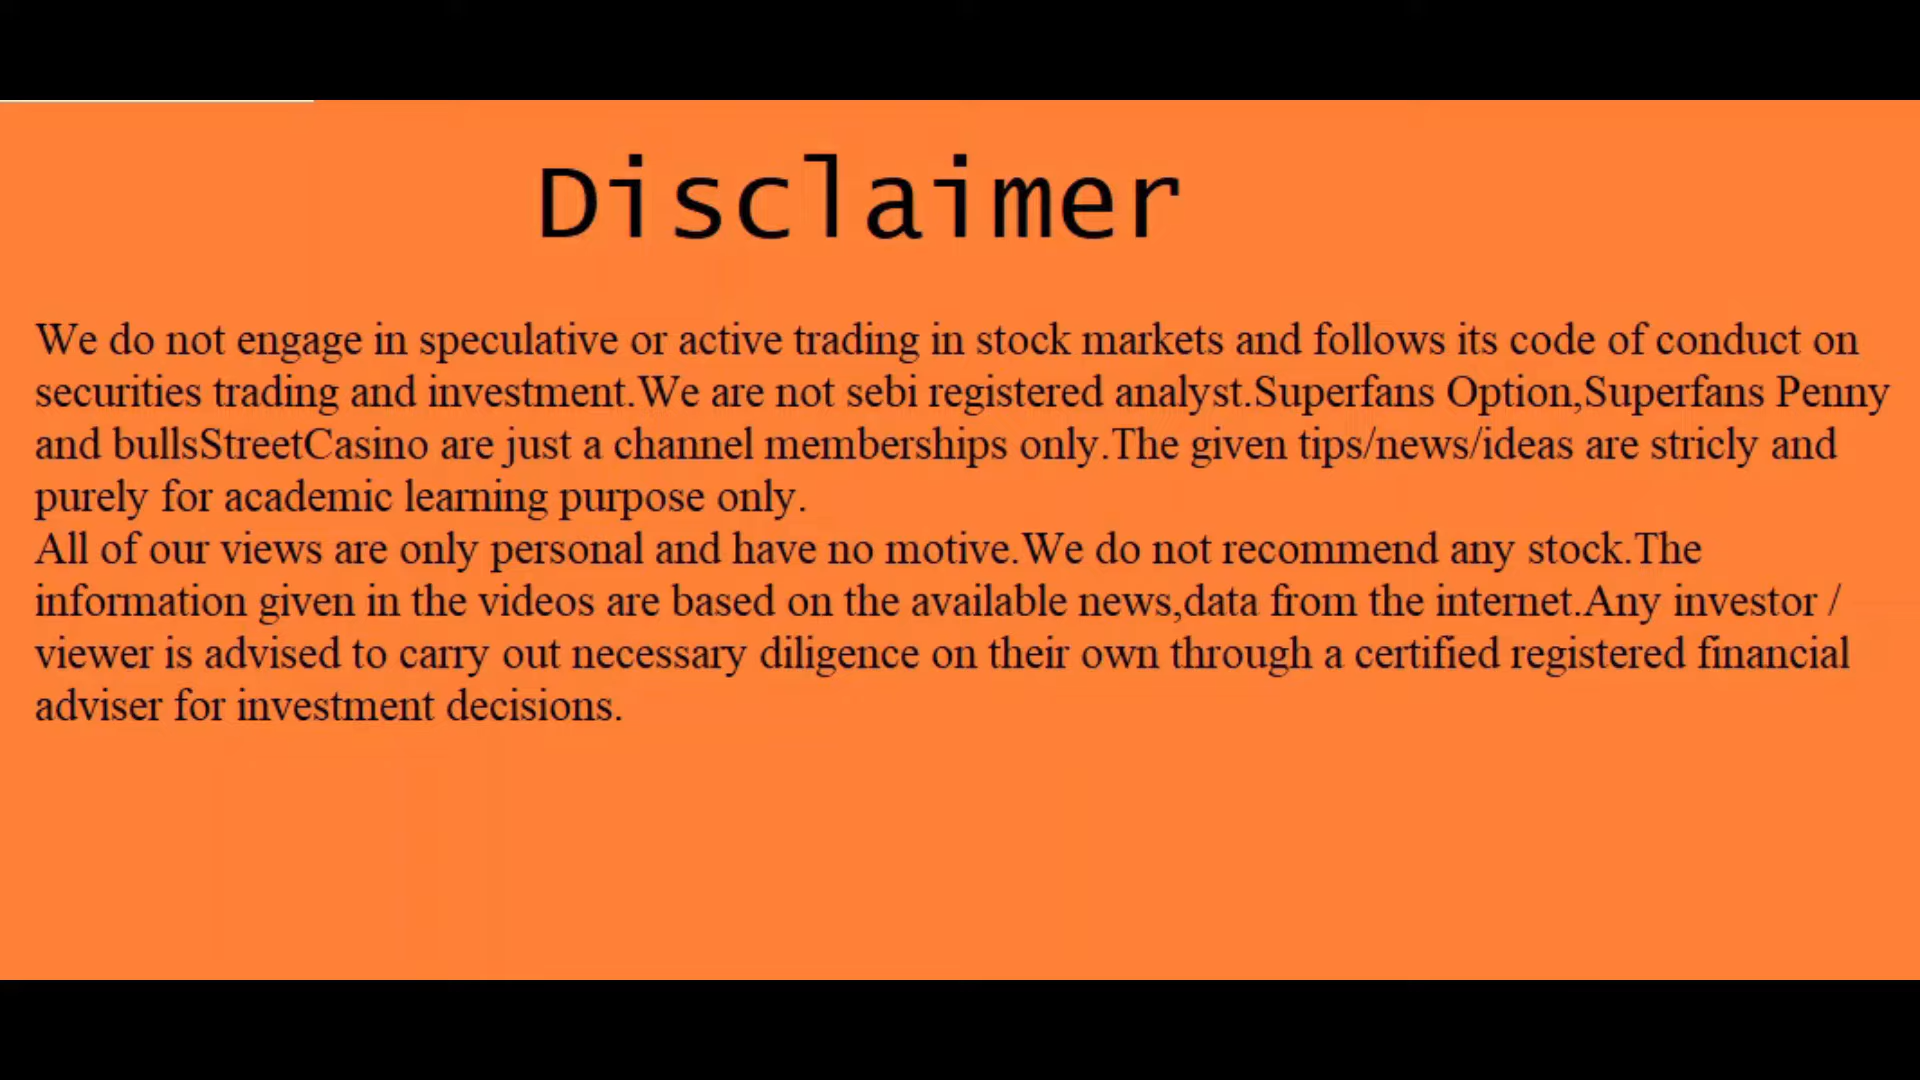 Disclaimer
We do not engage in speculative or active trading in stock markets and follows its code of conduct on
securities trading and investment.We are not sebi registered analyst.Superfans Option,Superfans Penny
and bullsStreetCasino are just a channel memberships only.The given tips/news/ideas are stricly and
purely for academic learning purpose only.
All of our views are only personal and have no motive.We do not recommend any stock.The
information given in the videos are based on the available news,data from the internet.Any investor /
viewer is advised to carry out necessary diligence on their own through a certified registered financial
adviser for investment decisions.